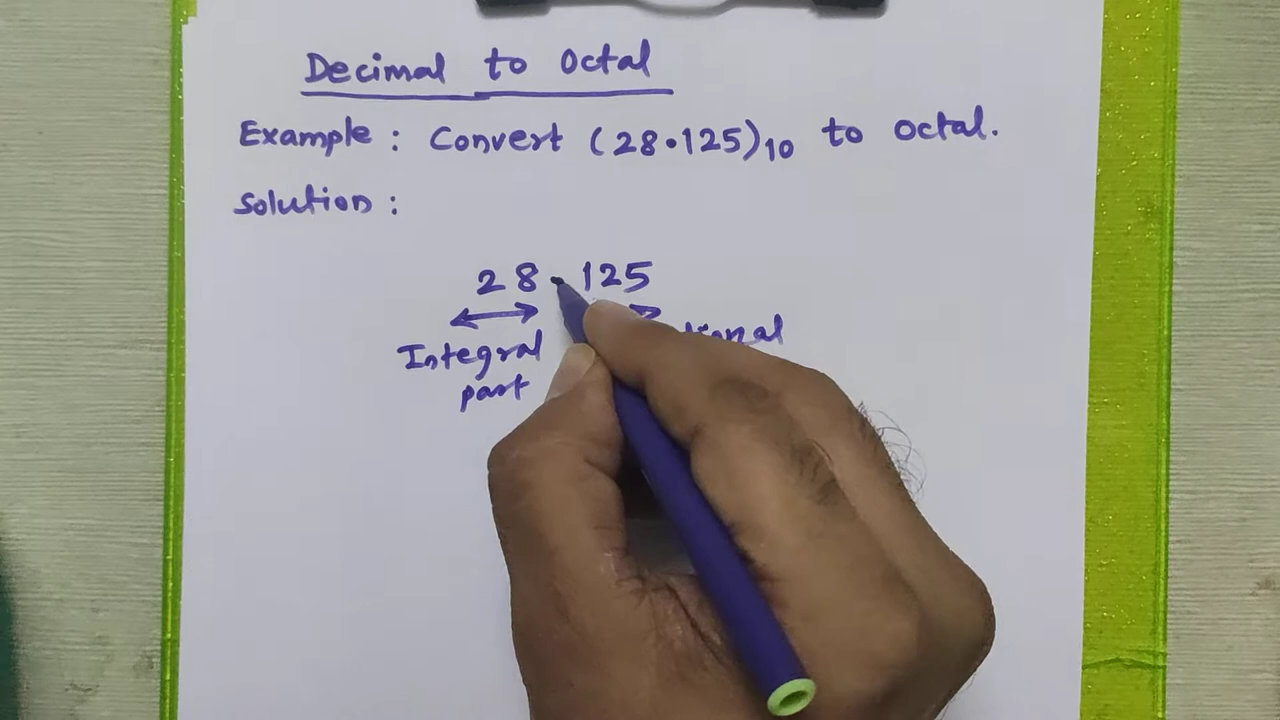 Decimal to Octal
Example : Convert (28.125)10 to Octal.
Solution :
28.125
Integral
part